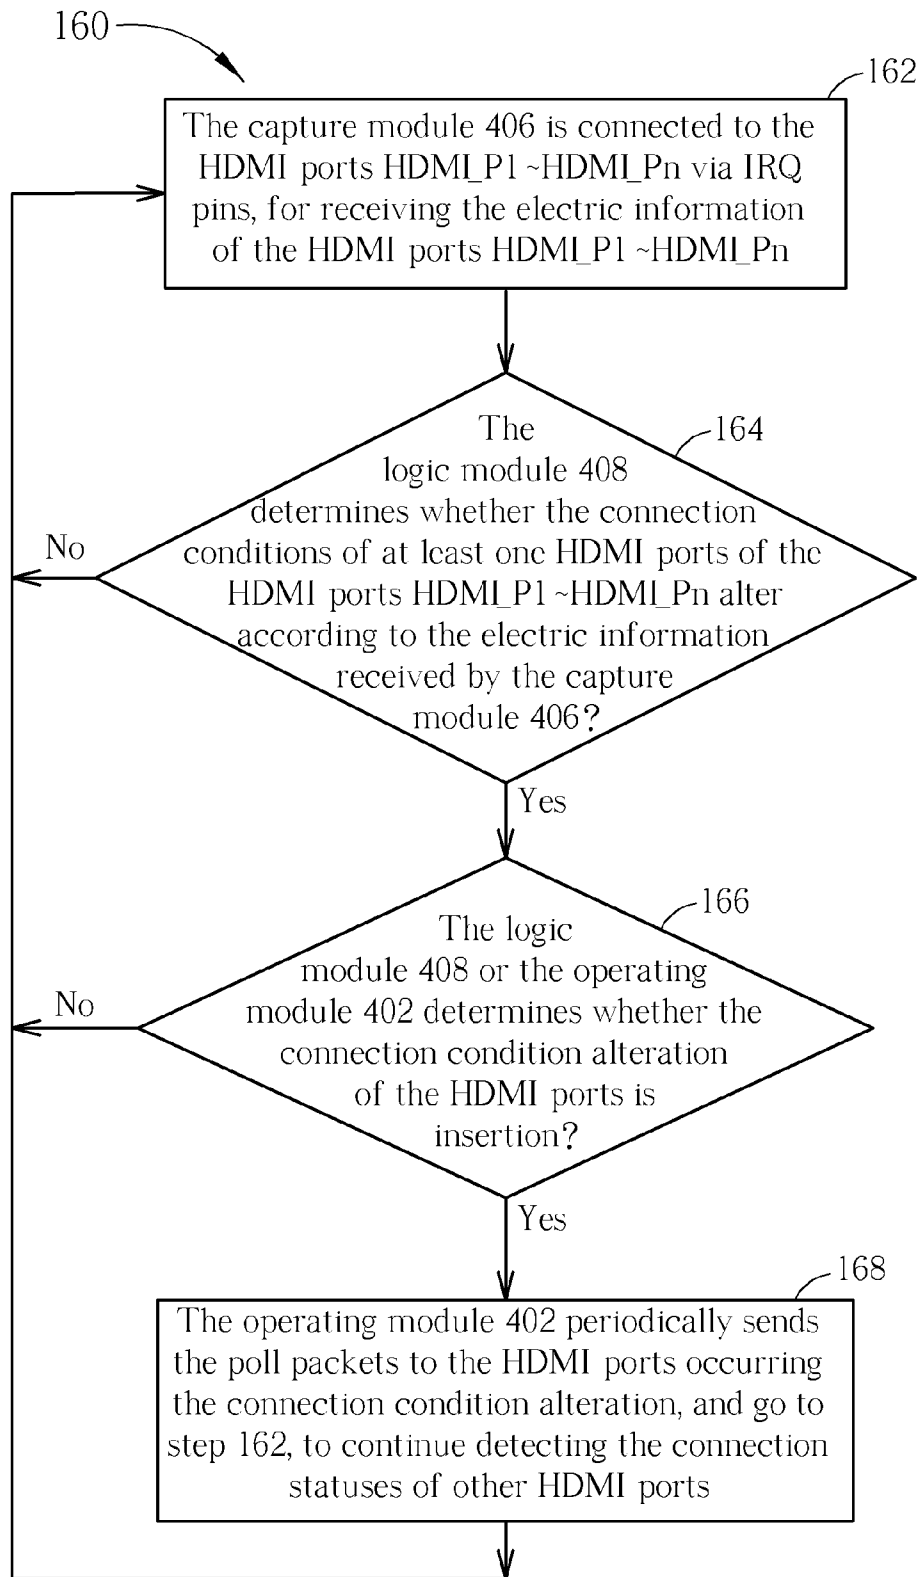 160
162
The capture module 406 is connected to the
HDMI ports HDMI_P1 ~HDMI_Pn via IRQ
pins, for receiving the electric information
of the HDMI ports HDMI_P1 ~HDMI_Pn
164
The
logic module 408
determines whether the connection
conditions of at least one HDMI ports of the
HDMI ports HDMI_P1 ~HDMI_Pn alter
according to the electric information
received by the capture
module 406?
No
Yes
166
The logic
module 408 or the operating
module 402 determines whether the
connection condition alteration
of the HDMI ports is
insertion?
No
Yes
168
The operating module 402 periodically sends
the poll packets to the HDMI ports occurring
the connection condition alteration, and go to
step 162, to continue detecting the connection
statuses of other HDMI ports